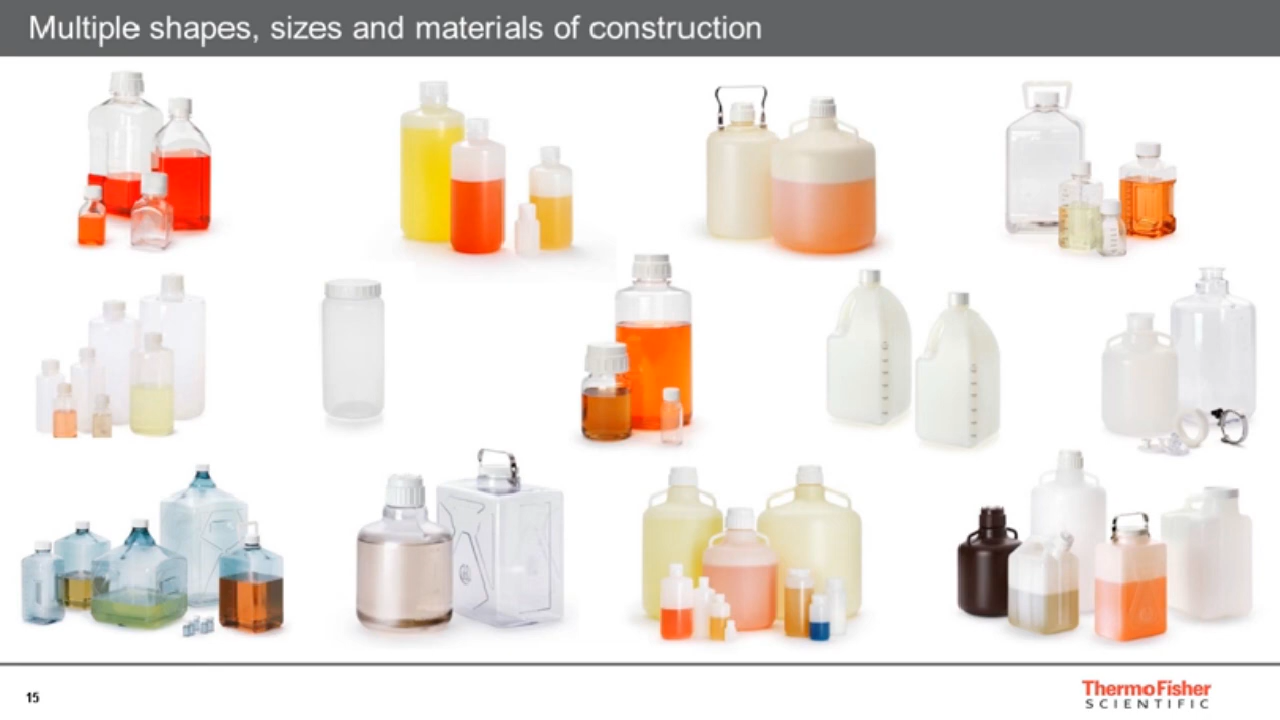 Multiple shapes, sizes and materials of construction
15
ThermoFisher
SCIENTIFIC